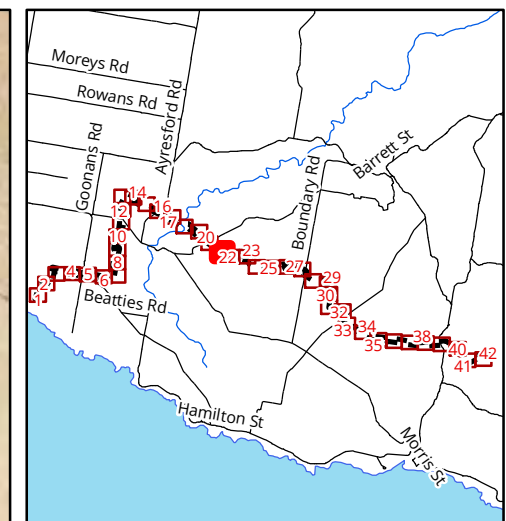 Moreys Rd
Rowans Rd
Ayresford Rd
Goonans Rd
Barrett St
Boundary Rd
14
12
16
17
10
20
22
23
8
4
5
6
25
27
2
1
29
Beatties Rd
30
32
33
34
35
38
40
42
41
Hamilton St
Morris St